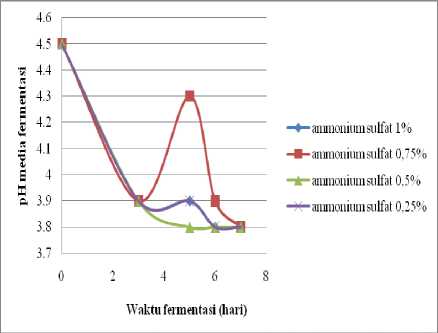 4.6
4.5
4.4
4.3
4.2
4.1
4
3.9
3.8
3.7
0 2 4 6 8
pH media fermentasi
Waktu fermentasi (hari)
ammonium sulfat 1%
ammonium sulfat 0,75%
ammonium sulfat 0,5%
ammonium sulfat 0,25%